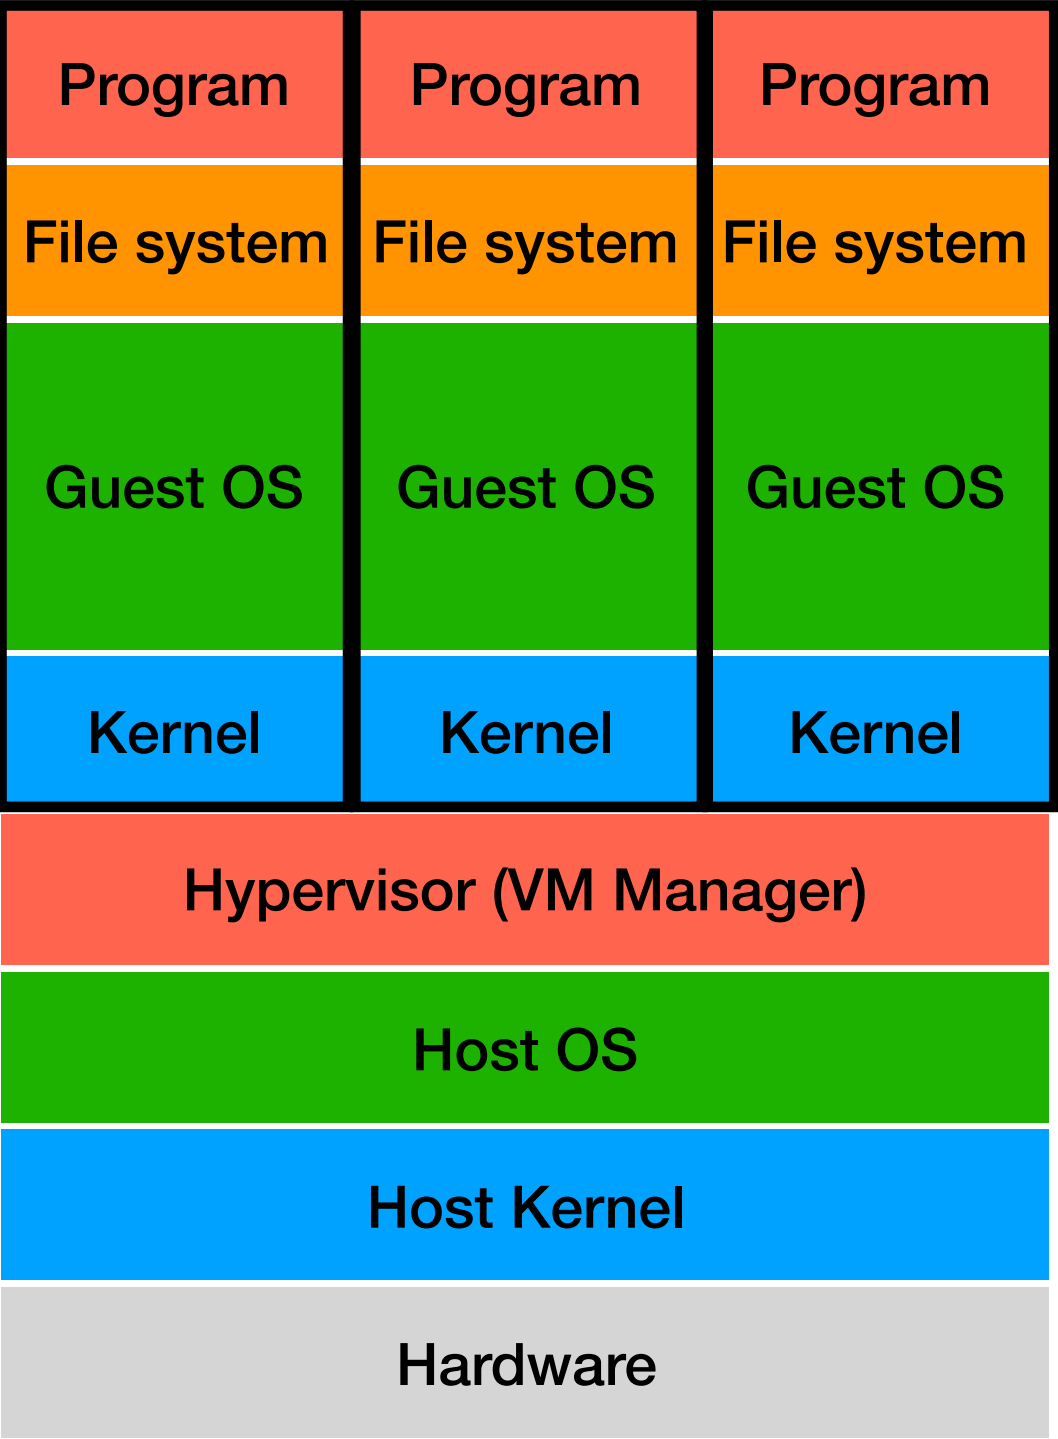 Program Program Program
File system File system File system
Guest OS Guest OS Guest OS
Kernel Kernel Kernel
Hypervisor (VM Manager)
Host OS
Host Kernel
Hardware